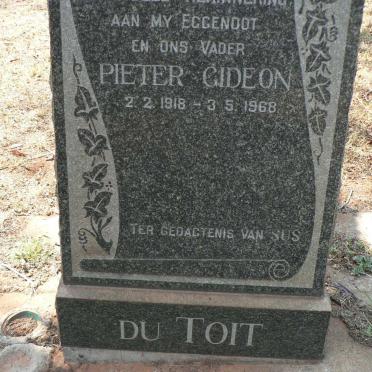 AAN MY EGGENOOT
EN ONS VADER
PIETER GIDEON
2.2.1918 – 3.5.1968
TER GEDAGTENIS VAN SUS
DU TOIT